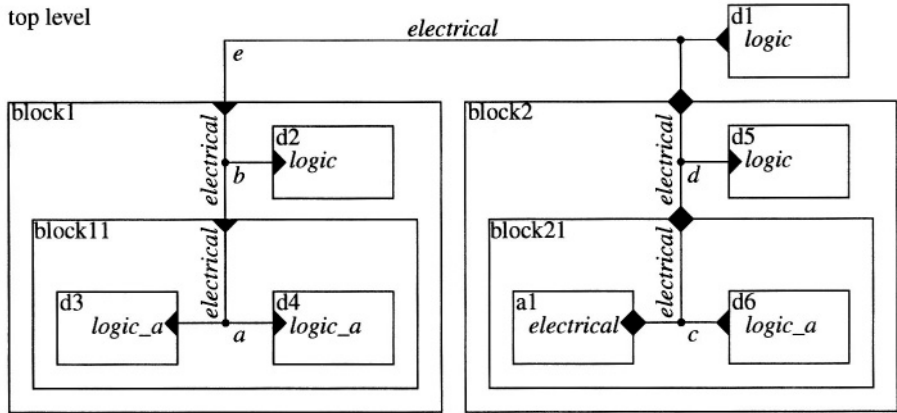 top level
electrical
e
d1
logic
block1
electrical
d2
logic
b
block11
electrical
d3
logic_a
a
d4
logic_a
block2
electrical
d5
logic
d
block21
electrical
a1
electrical
c
d6
logic_a